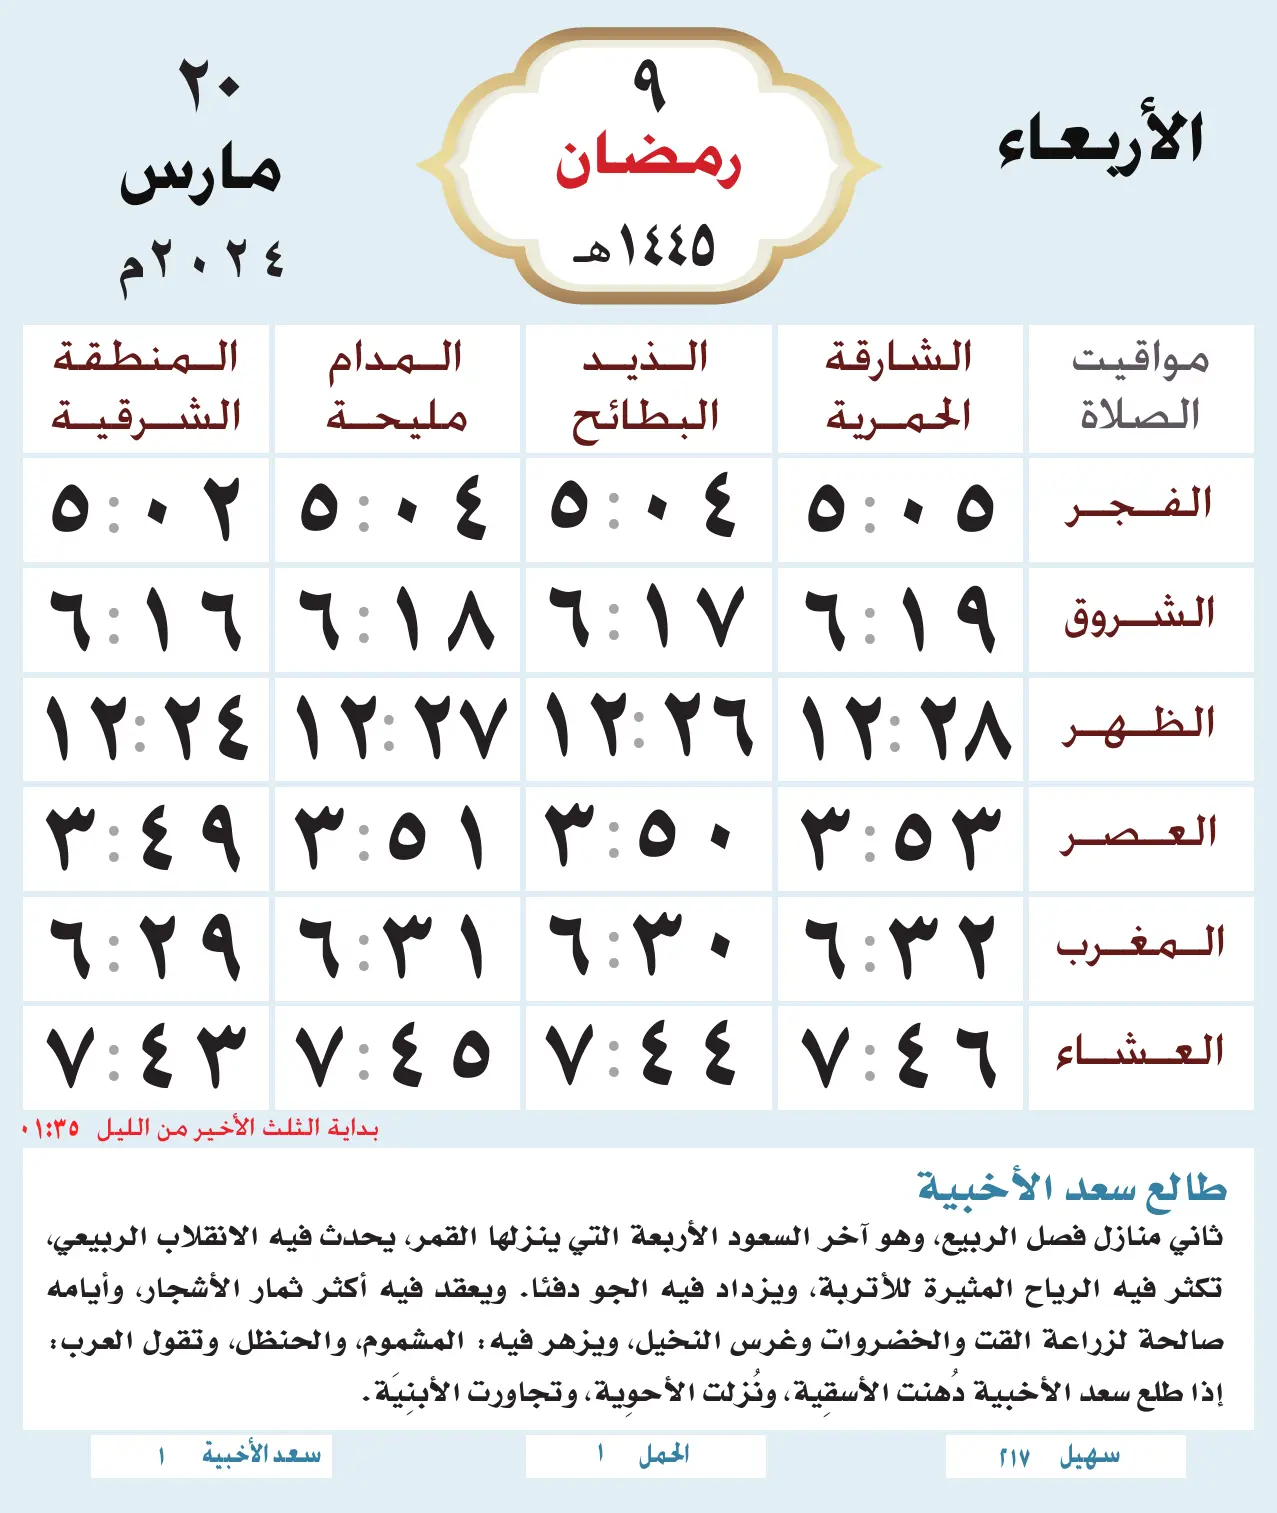 الأربعاء
٩
رمضان
١٤٤٥هـ
٢٠
مارس
٢٠٢٤م
مواقيت الصلاة
الشارقة الحمرية
الذيد البطائح
المدام مليحة
المنطقة الشرقية
الفجر ٥:٠٥ ٥:٠٤ ٥:٠٤ ٥:٠٢
الشروق ٦:١٩ ٦:١٧ ٦:١٨ ٦:١٦
الظهر ١٢:٢٨ ١٢:٢٦ ١٢:٢٧ ١٢:٢٤
العصر ٣:٥٣ ٣:٥٠ ٣:٥١ ٣:٤٩
المغرب ٦:٣٢ ٦:٣٠ ٦:٣١ ٦:٢٩
العشاء ٧:٤٦ ٧:٤٤ ٧:٤٥ ٧:٤٣
بداية الثلث الأخير من الليل ٠١:٣٥
طالع سعد الأخبية
ثاني منازل فصل الربيع، وهو آخر السعود الأربعة التي ينزلها القمر، يحدث فيه الانقلاب الربيعي،
تكثر فيه الرياح المثيرة للأتربة، ويزداد فيه الجو دفئا. ويعقد فيه أكثر ثمار الأشجار، وأيامه
صالحة لزراعة القت والخضروات وغرس النخيل، ويزهر فيه: المشموم، والحنظل، وتقول العرب:
إذا طلع سعد الأخبية دُهنت الأسقِية، ونُزلت الأحوِية، وتجاورت الأبنِيَة.
سهيل ٢١٧
الحمل ١
سعد الأخبية ١